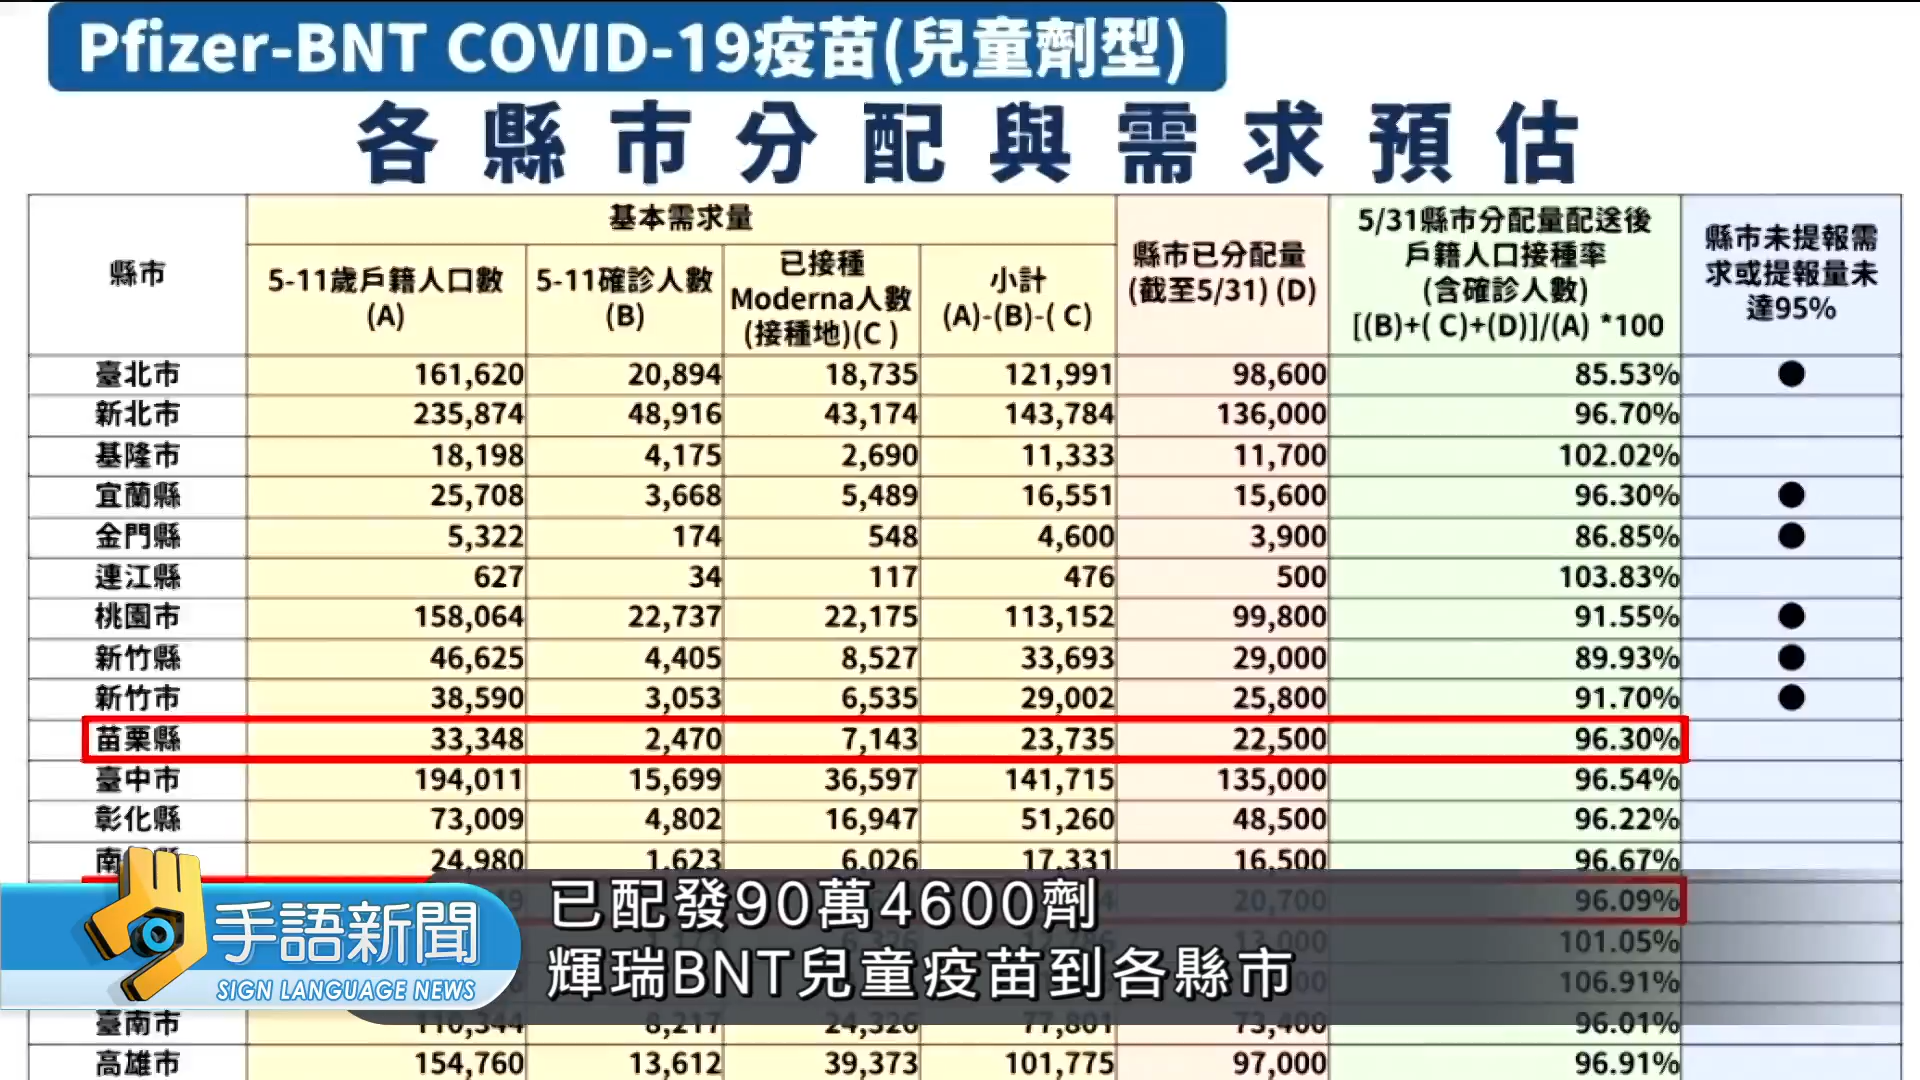 Pfizer-BNT COVID-19疫苗(兒童劑型)
各縣市分配與需求預估
縣市
基本需求量
5-11歲戶籍人口數
(A)
5-11確診人數
(B)
已接種
Moderna人數
(接種地)(C )
小計
(A)-(B)-( C)
縣市已分配量
(截至5/31) (D)
5/31縣市分配量配送後
戶籍人口接種率
(含確診人數)
[(B)+( C)+(D)]/(A) *100
縣市未提報需
求或提報量未
達95%
臺北市 161,620 20,894 18,735 121,991 98,600 85.53% ●
新北市 235,874 48,916 43,174 143,784 136,000 96.70%
基隆市 18,198 4,175 2,690 11,333 11,700 102.02%
宜蘭縣 25,708 3,668 5,489 16,551 15,600 96.30% ●
金門縣 5,322 174 548 4,600 3,900 86.85% ●
連江縣 627 34 117 476 500 103.83%
桃園市 158,064 22,737 22,175 113,152 99,800 91.55% ●
新竹縣 46,625 4,405 8,527 33,693 29,000 89.93% ●
新竹市 38,590 3,053 6,535 29,002 25,800 91.70% ●
苗栗縣 33,348 2,470 7,143 23,735 22,500 96.30%
臺中市 194,011 15,699 36,597 141,715 135,000 96.54%
彰化縣 73,009 4,802 16,947 51,260 48,500 96.22%
南 縣 24,980 1,623 6,026 17,331 16,500 96.67%
20,700 96.09%
13,000 101.05%
106.91%
臺南市 110,344 8,217 24,326 77,801 73,400 96.01%
高雄市 154,760 13,612 39,373 101,775 97,000 96.91%
手語新聞
SIGN LANGUAGE NEWS
已配發90萬4600劑
輝瑞BNT兒童疫苗到各縣市